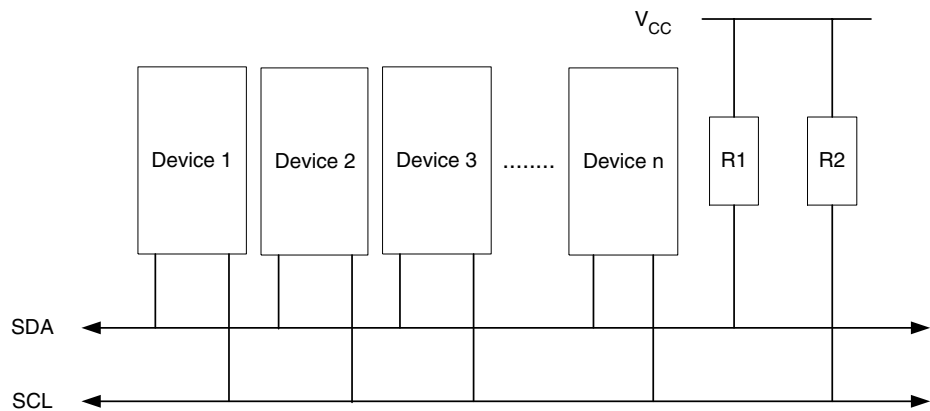 VCC
Device 1
Device 2
Device 3
........
Device n
R1
R2
SDA
SCL